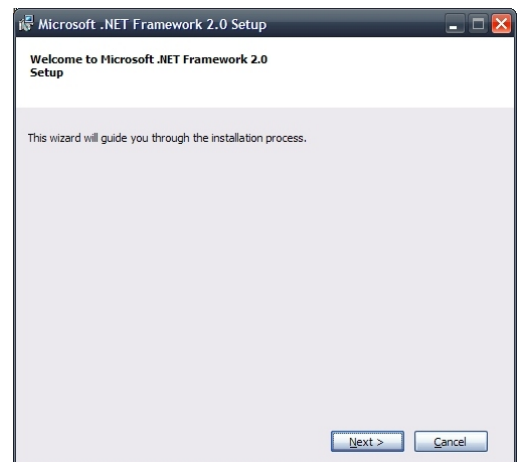 Microsoft .NET Framework 2.0 Setup
Welcome to Microsoft .NET Framework 2.0
Setup
This wizard will guide you through the installation process.
Next >
Cancel